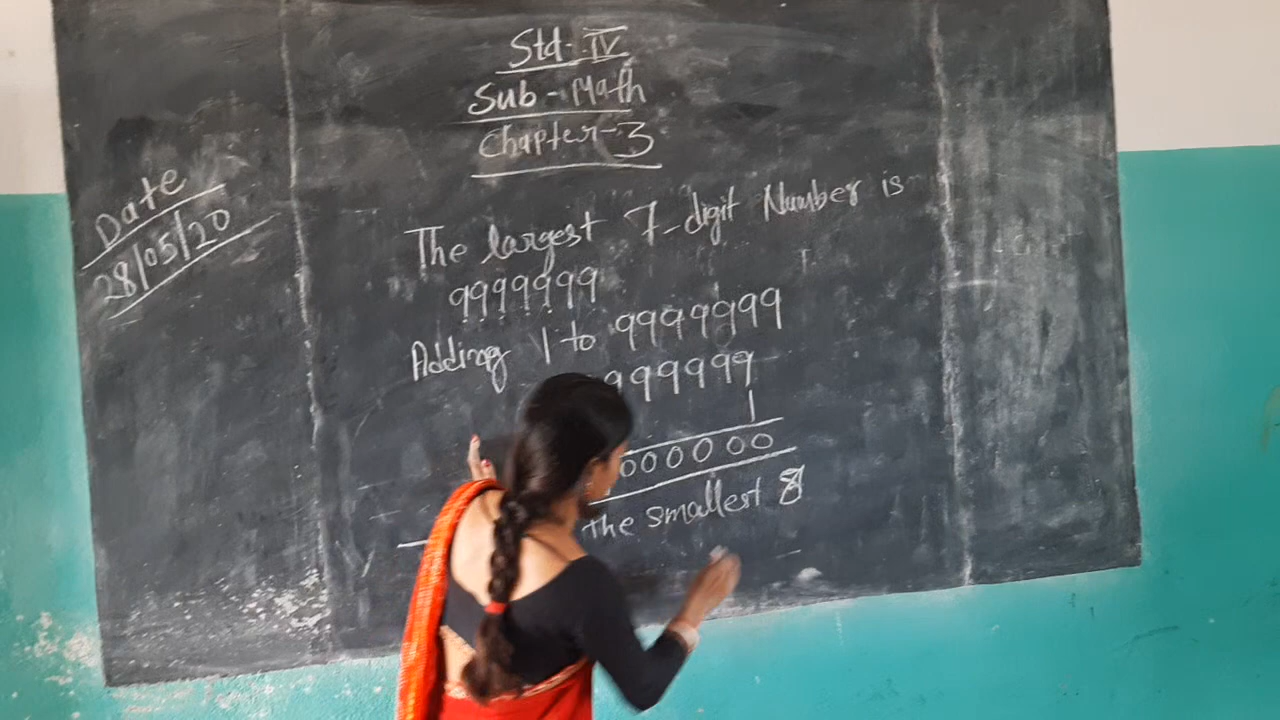 Std- IV
Sub - Math
Chapter-3
Date
28/05/20
The largest 7-digit Number is
9999999
Adding 1 to 9999999
999999
1
000000
the smallest 8